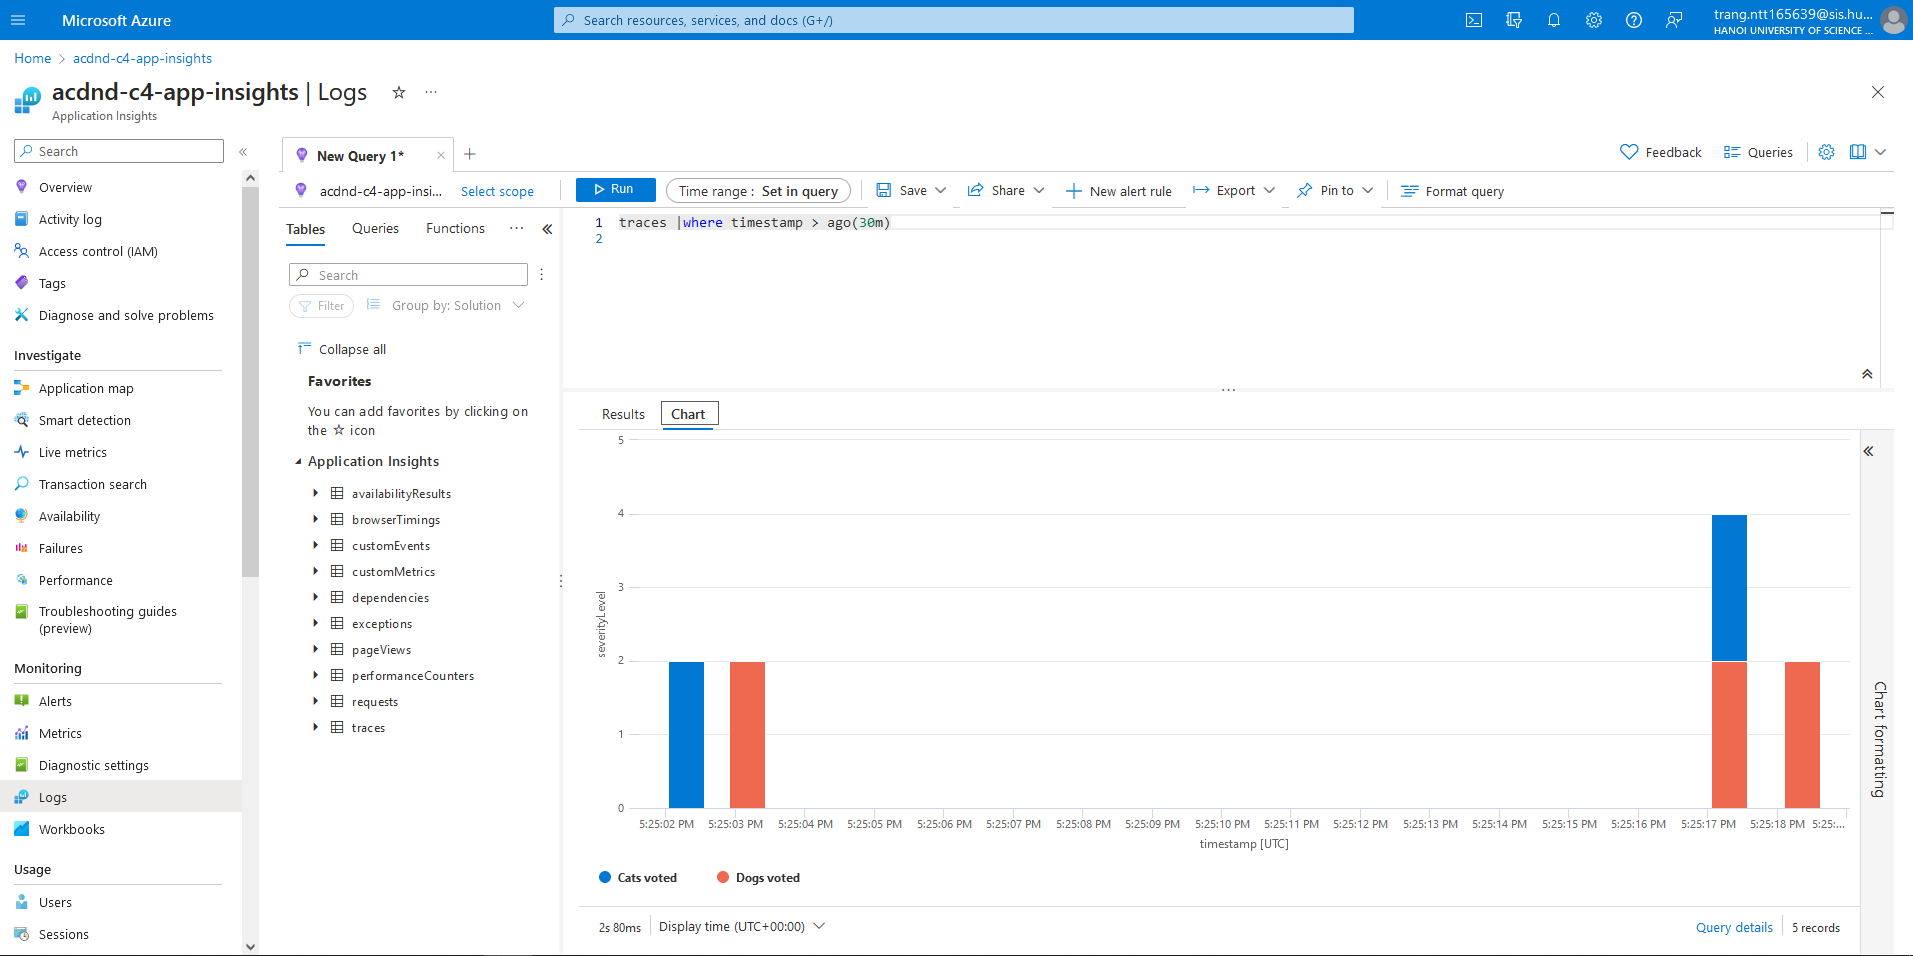 Microsoft Azure
Search resources, services, and docs (G+/)
trang.ntt165639@sis.hu...
HANOI UNIVERSITY OF SCIENCE ...
Home > acdnd-c4-app-insights
acdnd-c4-app-insights | Logs
Application Insights
Search
Overview
Activity log
Access control (IAM)
Tags
Diagnose and solve problems
Investigate
Application map
Smart detection
Live metrics
Transaction search
Availability
Failures
Performance
Troubleshooting guides
(preview)
Monitoring
Alerts
Metrics
Diagnostic settings
Logs
Workbooks
Usage
Users
Sessions
New Query 1*
Feedback
Queries
acdnd-c4-app-insi...
Select scope
Run
Time range : Set in query
Save
Share
New alert rule
Export
Pin to
Format query
Tables
Queries
Functions
Search
Filter
Group by: Solution
Collapse all
Favorites
You can add favorites by clicking on
the ☆ icon
Application Insights
availabilityResults
browserTimings
customEvents
customMetrics
dependencies
exceptions
pageViews
performanceCounters
requests
traces
1 traces |where timestamp > ago(30m)
2
Results
Chart
5
4
3
2
1
0
severityLevel
5:25:02 PM 5:25:03 PM 5:25:04 PM 5:25:05 PM 5:25:06 PM 5:25:07 PM 5:25:08 PM 5:25:09 PM 5:25:10 PM 5:25:11 PM 5:25:12 PM 5:25:13 PM 5:25:14 PM 5:25:15 PM 5:25:16 PM 5:25:17 PM 5:25:18 PM 5:25:...
timestamp [UTC]
Cats voted
Dogs voted
Chart formatting
2s 80ms
Display time (UTC+00:00)
Query details
5 records